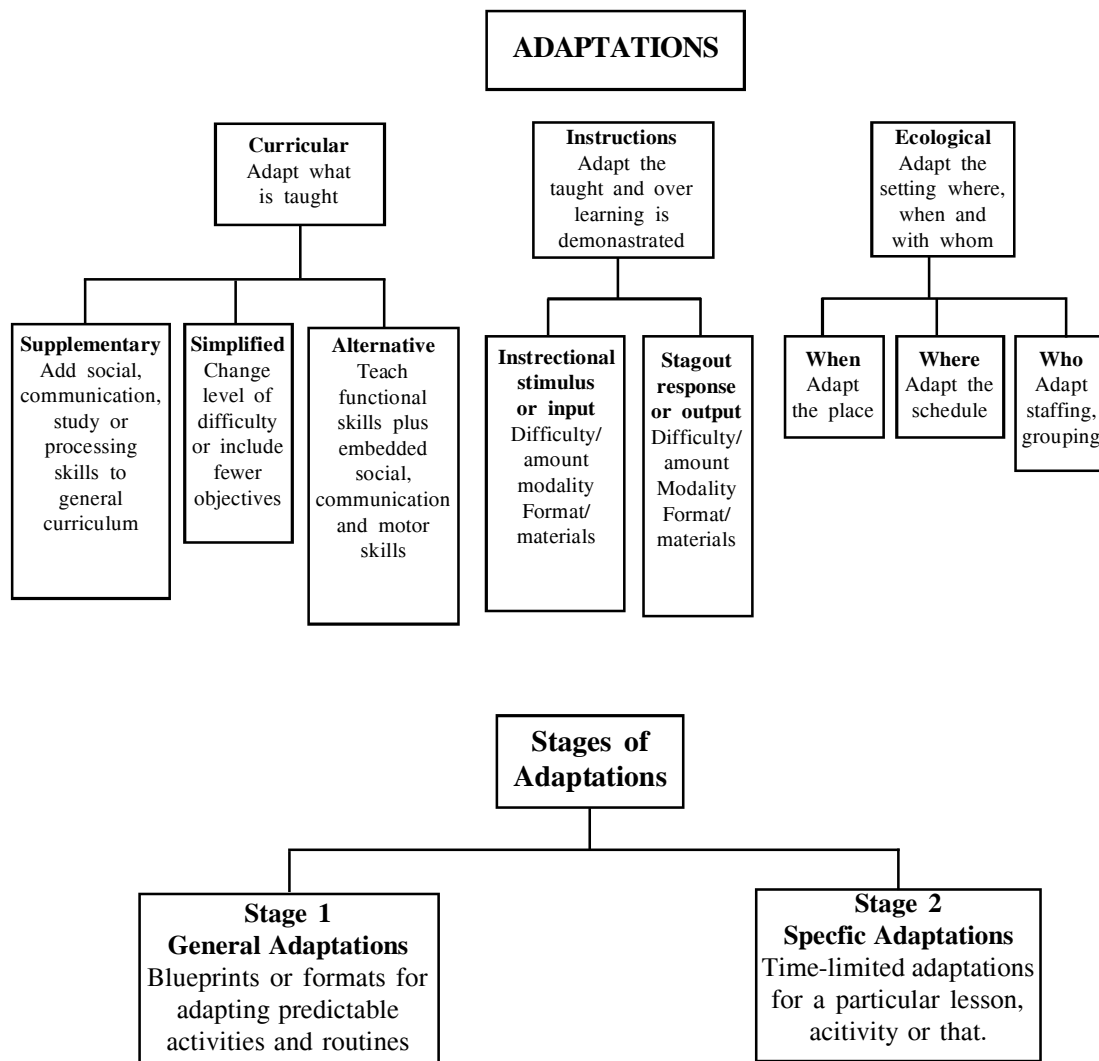 ADAPTATIONS
Curricular
Adapt what
is taught
Instructions
Adapt the
taught and over
learning is
demonastrated
Ecological
Adapt the
setting where,
when and
with whom
Supplementary
Add social,
communication,
study or
processing
skills to
general
curriculum
Simplified
Change
level of
difficulty
or include
fewer
objectives
Alternative
Teach
functional
skills plus
embedded
social,
communication
and motor
skills
Instrectional
stimulus
or input
Difficulty/
amount
modality
Format/
materials
Stagout
response
or output
Difficulty/
amount
Modality
Format/
materials
When
Adapt
the place
Where
Adapt the
schedule
Who
Adapt
staffing,
grouping
Stages of
Adaptations
Stage 1
General Adaptations
Blueprints or formats for
adapting predictable
activities and routines
Stage 2
Specfic Adaptations
Time-limited adaptations
for a particular lesson,
acitivity or that.